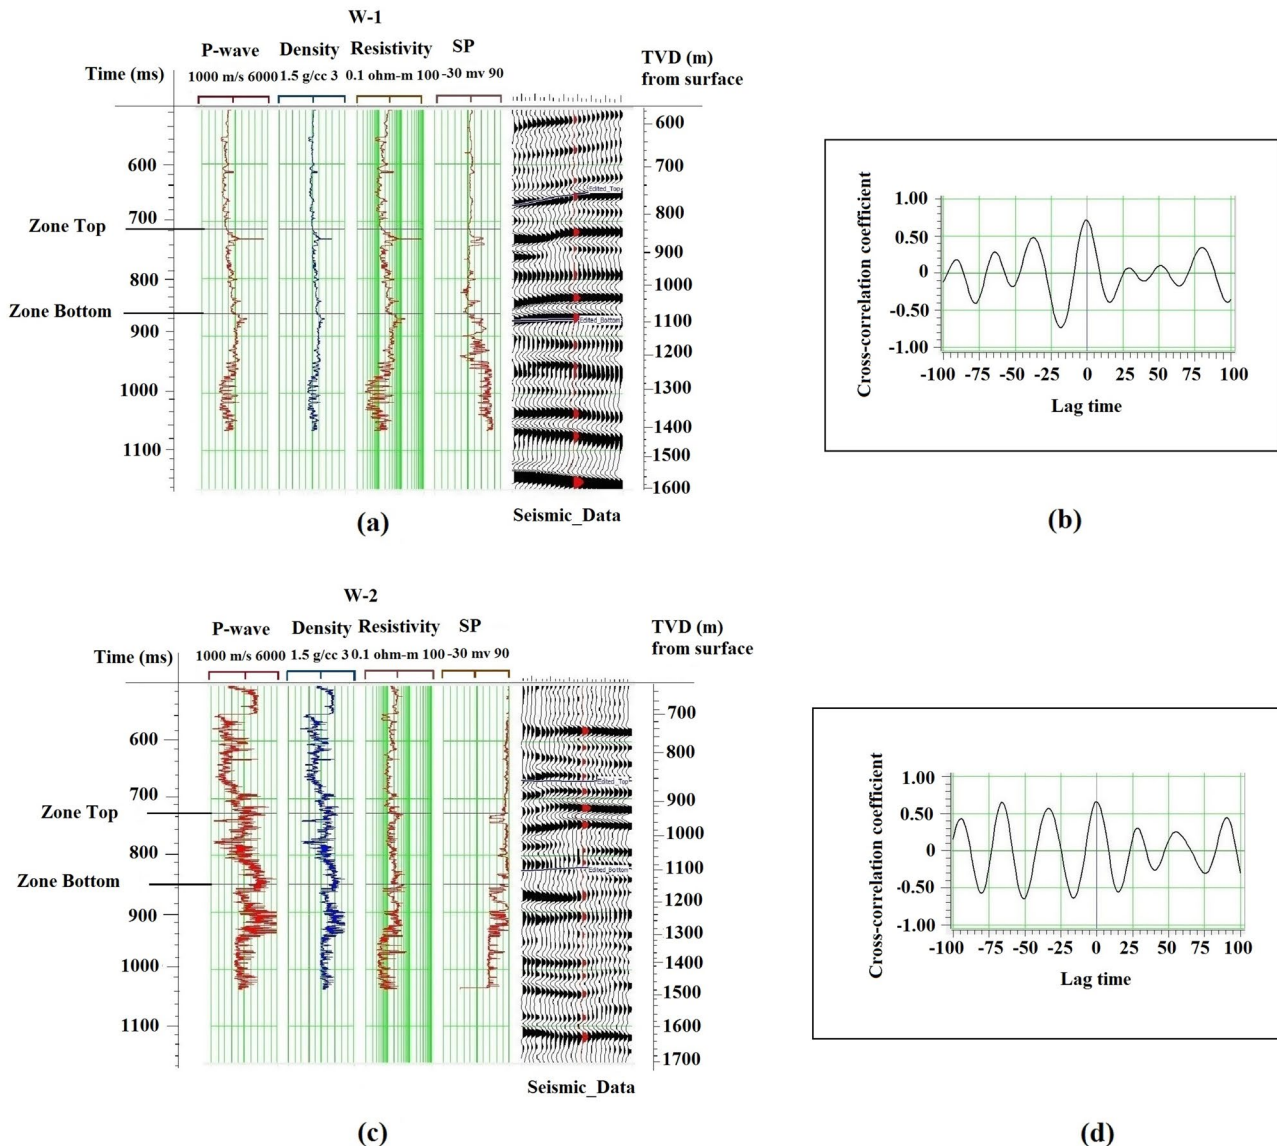 W-1
P-wave Density Resistivity SP
Time (ms) 1000 m/s 6000 1.5 g/cc 3 0.1 ohm-m 100 -30 mv 90
TVD (m)
from surface
600
700
Zone Top
800
Zone Bottom
900
1000
1100
Edited_Top
Edited_Bottom
600
700
800
900
1000
1100
1200
1300
1400
1500
1600
Seismic_Data
(a)
Cross-correlation coefficient
1.00
0.50
0
-0.50
-1.00
-100 -75 -50 -25 0 25 50 75 100
Lag time
(b)
W-2
P-wave Density Resistivity SP
Time (ms) 1000 m/s 6000 1.5 g/cc 3 0.1 ohm-m 100 -30 mv 90
TVD (m)
from surface
600
700
Zone Top
800
Zone Bottom
900
1000
1100
Edited_Top
Edited_Bottom
700
800
900
1000
1100
1200
1300
1400
1500
1600
1700
Seismic_Data
(c)
Cross-correlation coefficient
1.00
0.50
0
-0.50
-1.00
-100 -75 -50 -25 0 25 50 75 100
Lag time
(d)